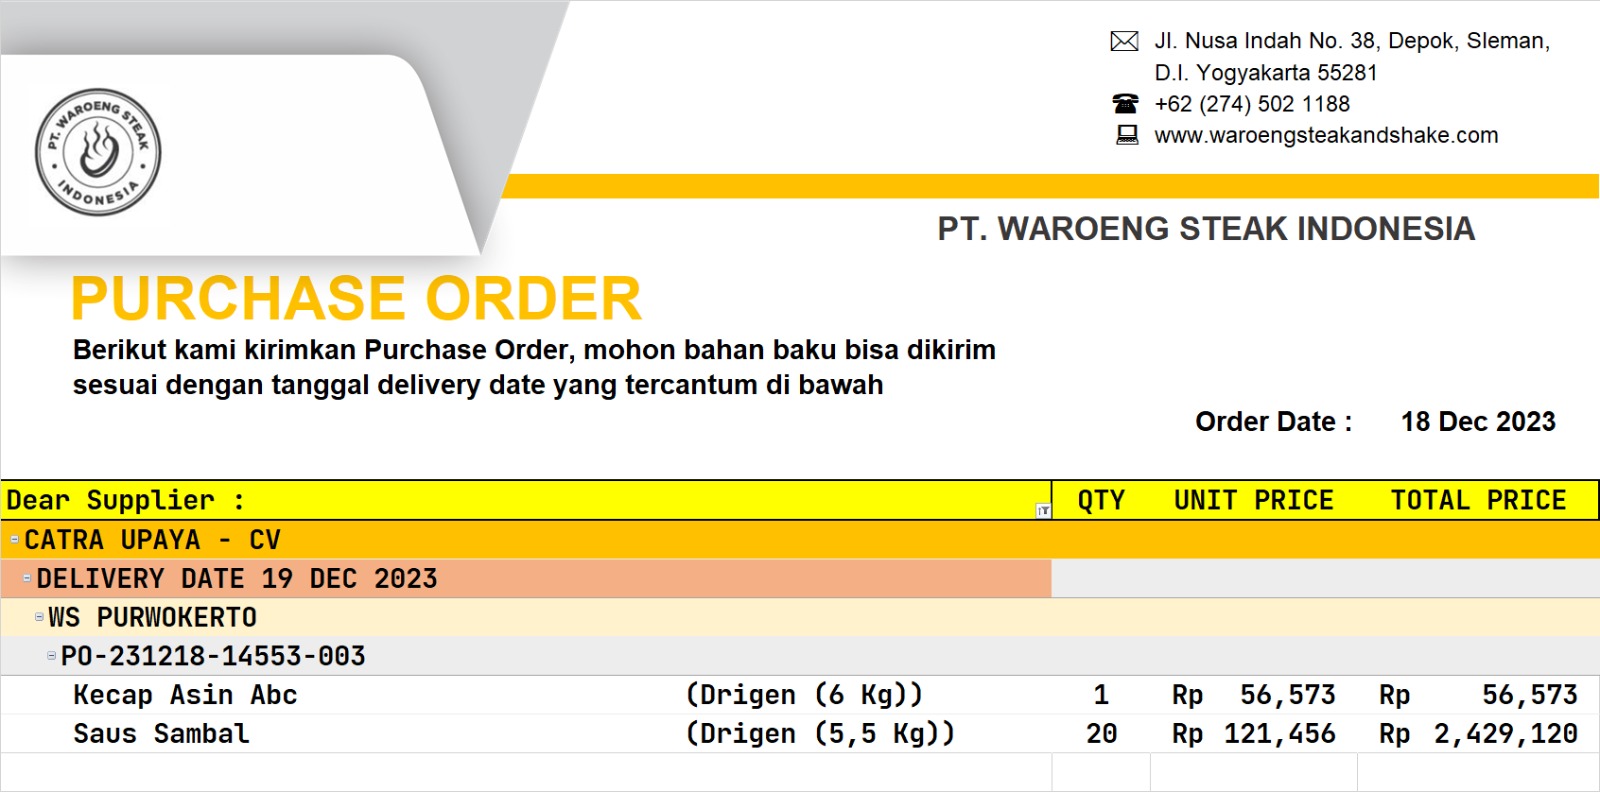 PT. WAROENG STEAK
INDONESIA
Jl. Nusa Indah No. 38, Depok, Sleman,
D.I. Yogyakarta 55281
+62 (274) 502 1188
www.waroengsteakandshake.com
PT. WAROENG STEAK INDONESIA
PURCHASE ORDER
Berikut kami kirimkan Purchase Order, mohon bahan baku bisa dikirim
sesuai dengan tanggal delivery date yang tercantum di bawah
Order Date : 18 Dec 2023
Dear Supplier : QTY UNIT PRICE TOTAL PRICE
CATRA UPAYA - CV
DELIVERY DATE 19 DEC 2023
WS PURWOKERTO
PO-231218-14553-003
Kecap Asin Abc (Drigen (6 Kg)) 1 Rp 56,573 Rp 56,573
Saus Sambal (Drigen (5,5 Kg)) 20 Rp 121,456 Rp 2,429,120